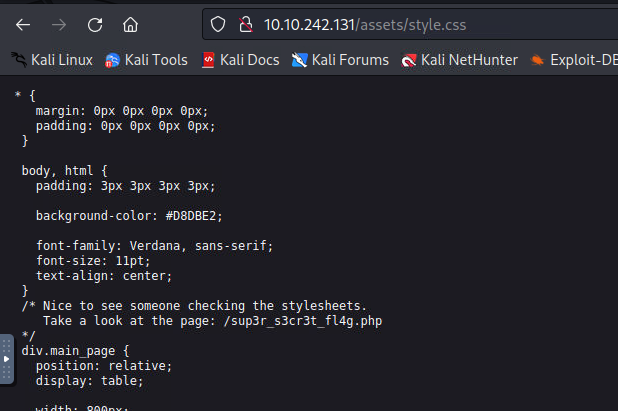 10.10.242.131/assets/style.css
Kali Linux Kali Tools Kali Docs Kali Forums Kali NetHunter Exploit-DB
* {
margin: 0px 0px 0px 0px;
padding: 0px 0px 0px 0px;
}
body, html {
padding: 3px 3px 3px 3px;
background-color: #D8DBE2;
font-family: Verdana, sans-serif;
font-size: 11pt;
text-align: center;
}
/* Nice to see someone checking the stylesheets.
Take a look at the page: /sup3r_s3cr3t_fl4g.php
*/
div.main_page {
position: relative;
display: table;
width: 800px;